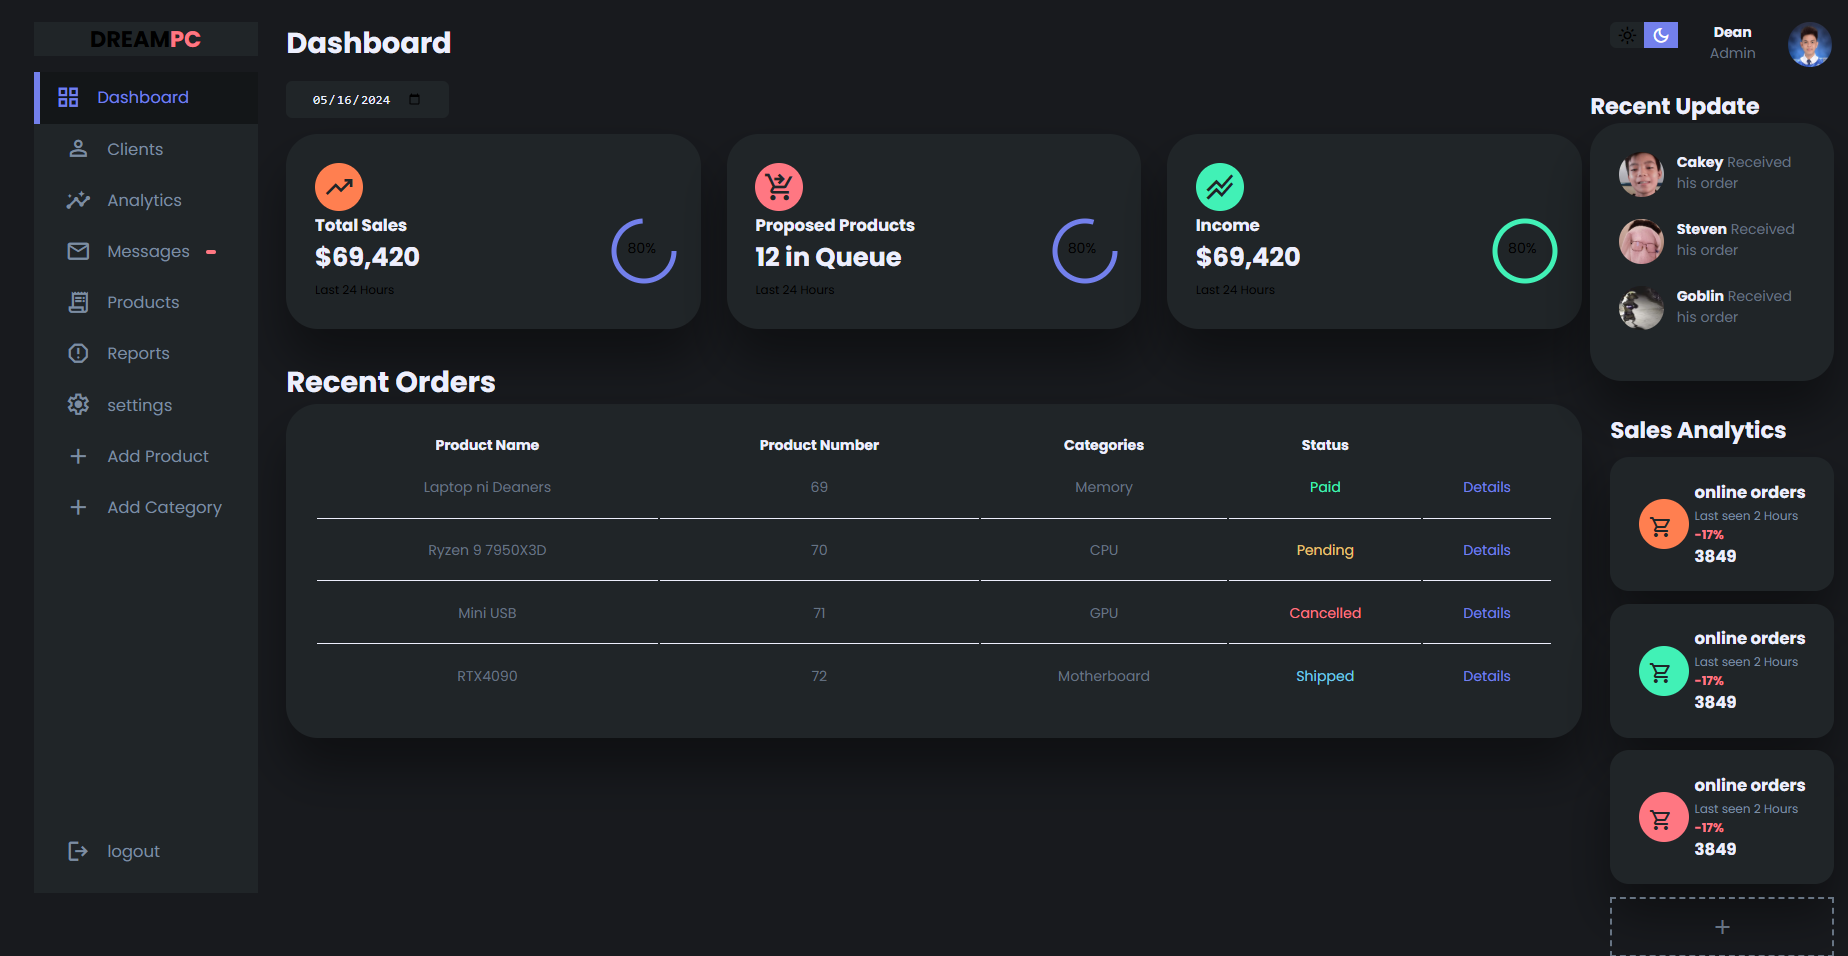 DREAMPC
Dashboard
Clients
Analytics
Messages
Products
Reports
settings
Add Product
Add Category
logout
Dashboard
05/16/2024
Total Sales
$69,420
Last 24 Hours
80%
Proposed Products
12 in Queue
Last 24 Hours
80%
Income
$69,420
Last 24 Hours
80%
Recent Orders
Product Name Product Number Categories Status
Laptop ni Deaners 69 Memory Paid Details
Ryzen 9 7950X3D 70 CPU Pending Details
Mini USB 71 GPU Cancelled Details
RTX4090 72 Motherboard Shipped Details
Dean
Admin
Recent Update
Cakey Received
his order
Steven Received
his order
Goblin Received
his order
Sales Analytics
online orders
Last seen 2 Hours
-17%
3849
online orders
Last seen 2 Hours
-17%
3849
online orders
Last seen 2 Hours
-17%
3849
+